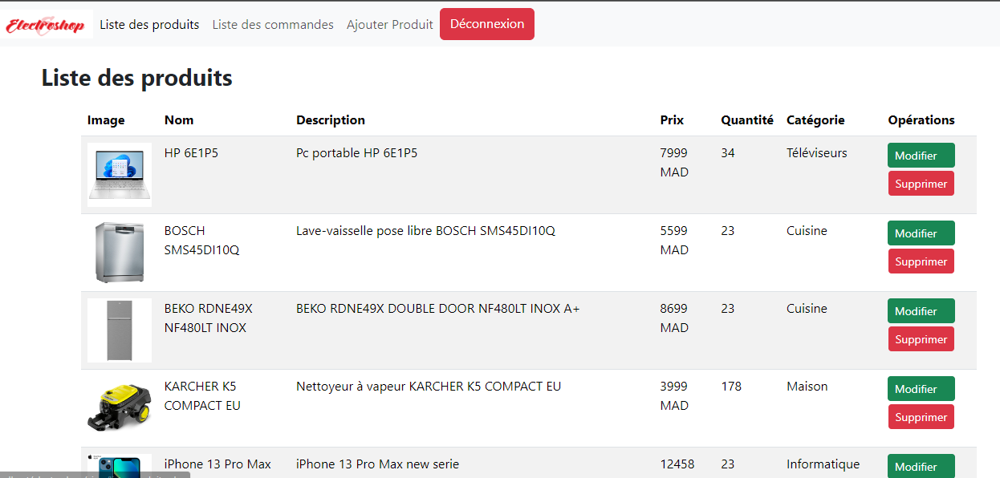 Electroshop Liste des produits Liste des commandes Ajouter Produit Déconnexion
Liste des produits
Image Nom Description Prix Quantité Catégorie Opérations
HP 6E1P5 Pc portable HP 6E1P5 7999 34 Téléviseurs Modifier
MAD
Supprimer
BOSCH Lave-vaisselle pose libre BOSCH SMS45DI10Q 5599 23 Cuisine Modifier
SMS45DI10Q MAD
Supprimer
BEKO RDNE49X BEKO RDNE49X DOUBLE DOOR NF480LT INOX A+ 8699 23 Cuisine Modifier
NF480LT INOX MAD
Supprimer
KARCHER K5 Nettoyeur à vapeur KARCHER K5 COMPACT EU 3999 178 Maison Modifier
COMPACT EU MAD
Supprimer
iPhone 13 Pro Max iPhone 13 Pro Max new serie 12458 23 Informatique Modifier